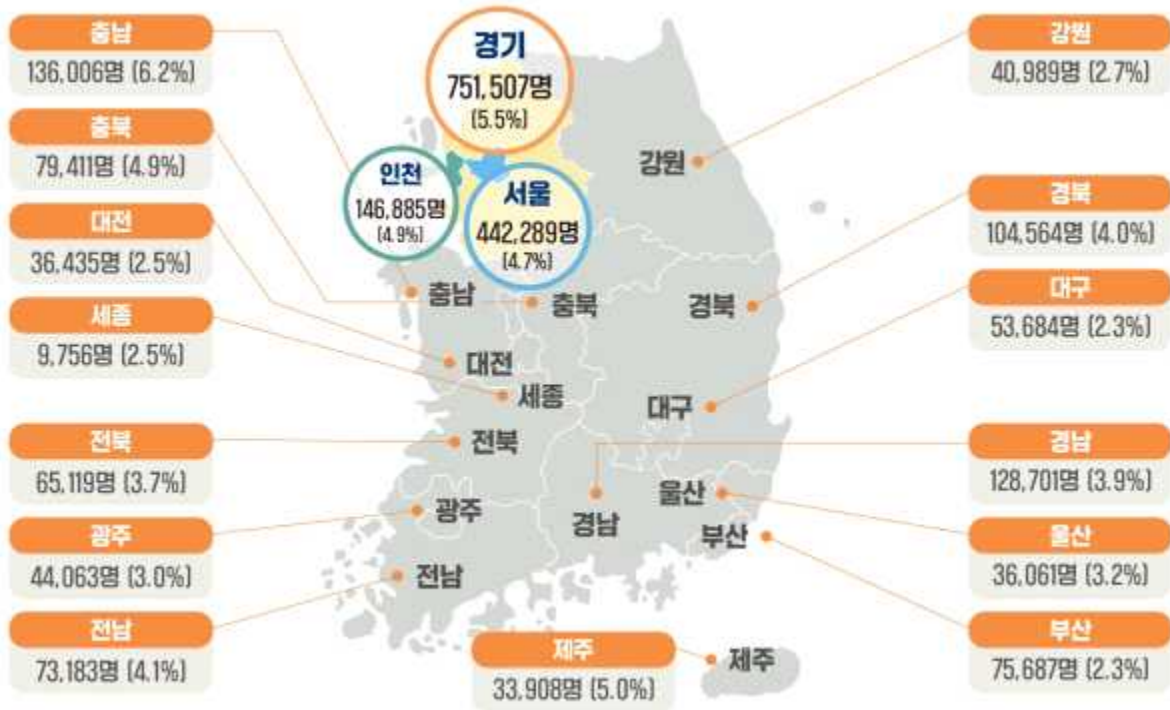 충남
136,006명 (6.2%)
충북
79,411명 (4.9%)
대전
36,435명 (2.5%)
세종
9,756명 (2.5%)
전북
65,119명 (3.7%)
광주
44,063명 (3.0%)
전남
73,183명 (4.1%)
경기
751,507명
(5.5%)
인천
146,885명
(4.9%)
서울
442,289명
(4.7%)
강원
충남
충북
경북
대전
세종
대구
전북
울산
광주
경남
부산
전남
제주
제주
33,908명 (5.0%)
강원
40,989명 (2.7%)
경북
104,564명 (4.0%)
대구
53,684명 (2.3%)
경남
128,701명 (3.9%)
울산
36,061명 (3.2%)
부산
75,687명 (2.3%)